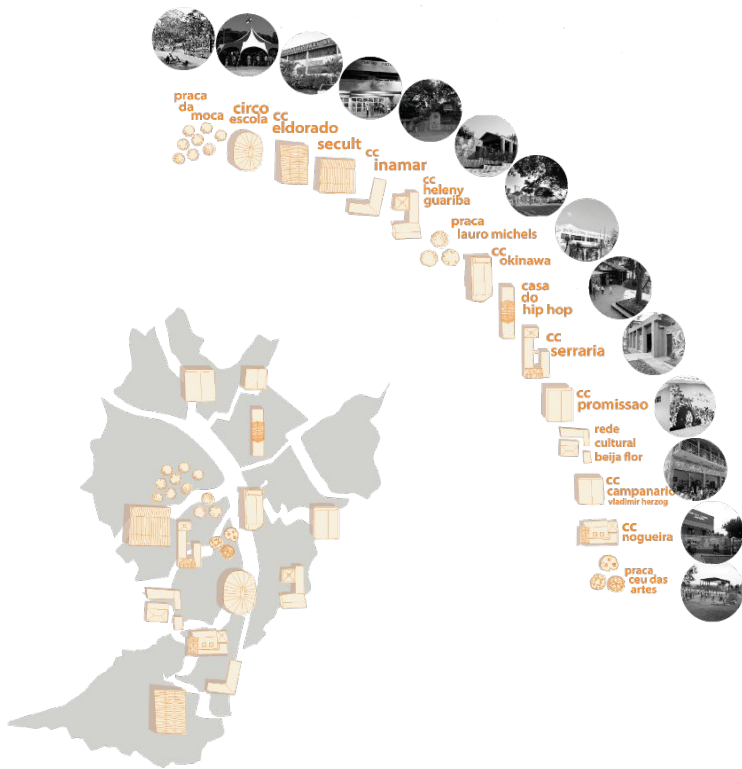 praca
da
moca
circo
escola
cc
eldorado
secult
cc
inamar
cc
heleny
guariba
praca
lauro michels
cc
okinawa
casa
do
hip hop
cc
serraria
cc
promissao
rede
cultural
beija flor
cc
campanario
vladimir herzog
cc
nogueira
praca
ceu das
artes